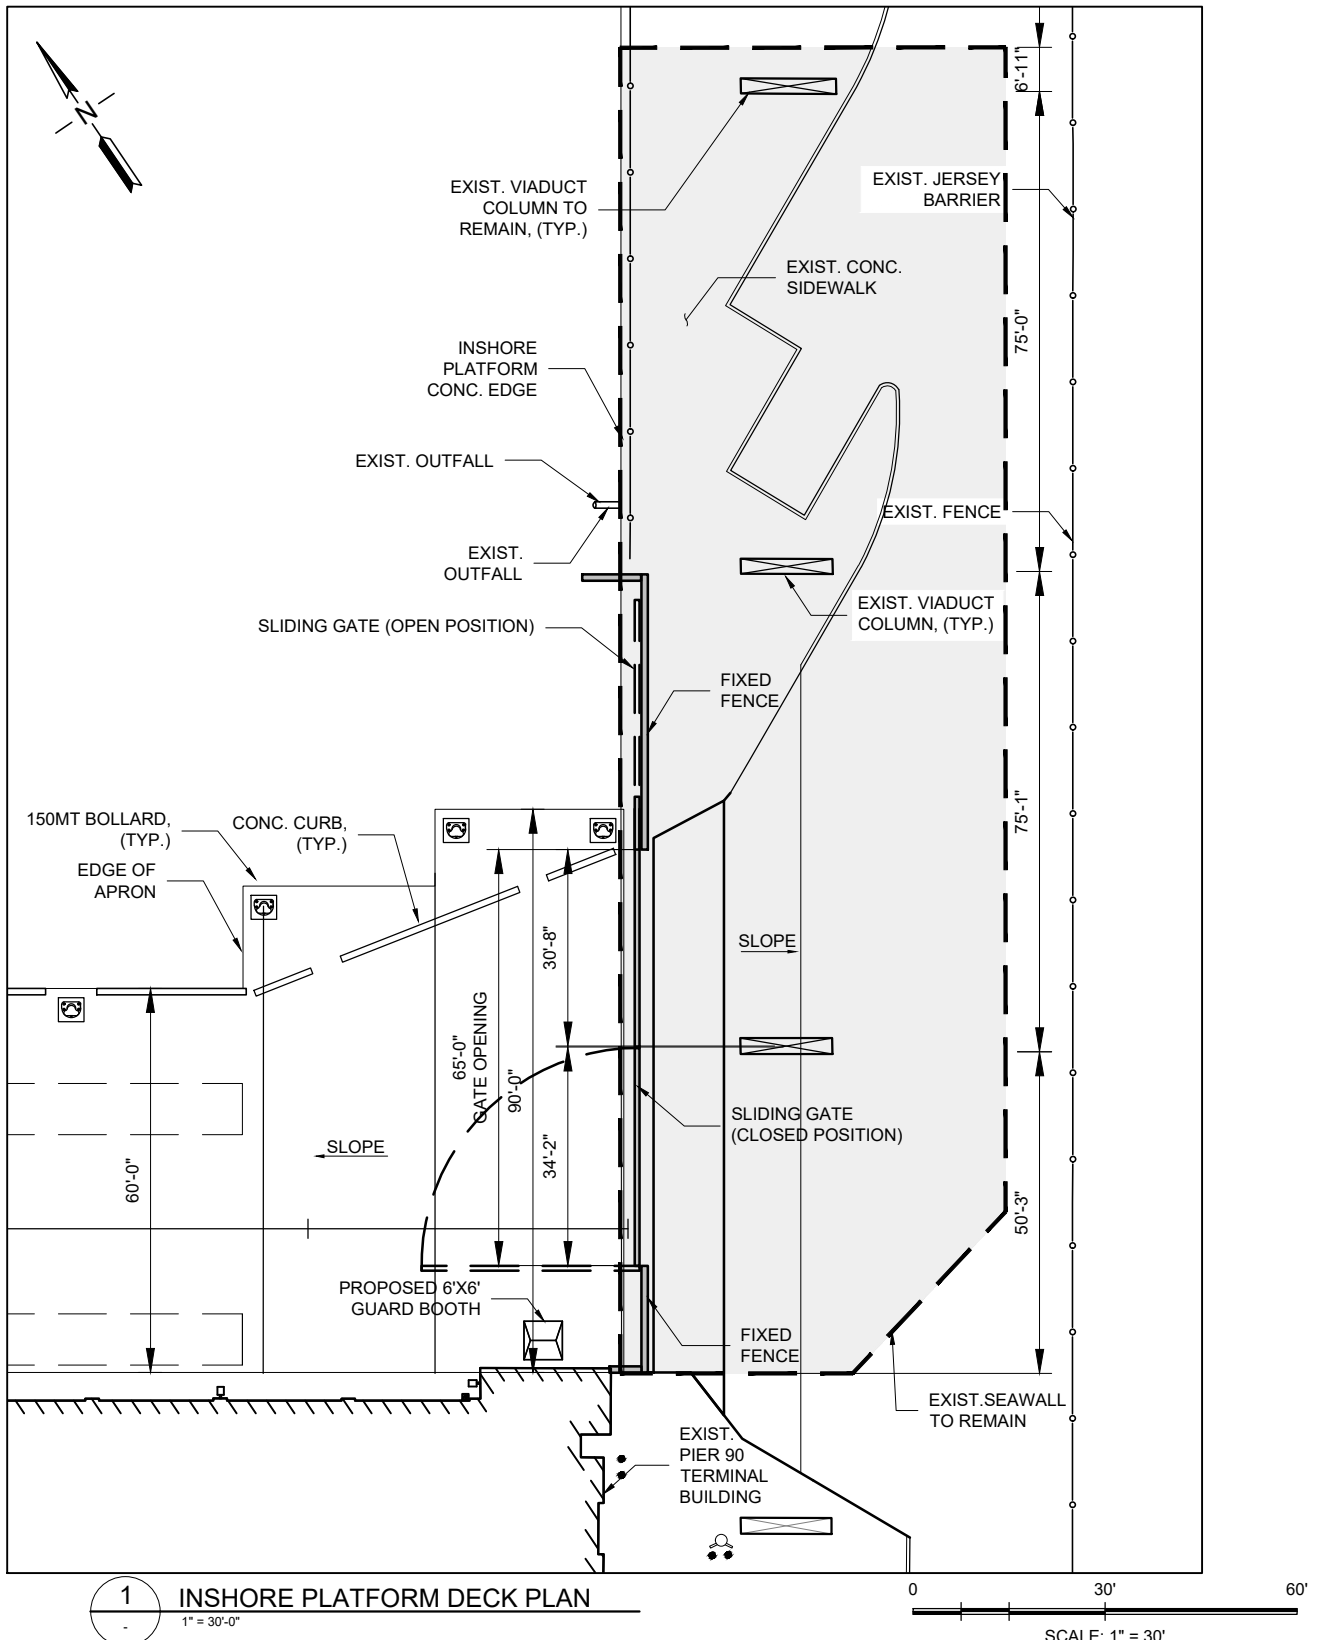 N
6'-11"
EXIST. VIADUCT
COLUMN TO
REMAIN, (TYP.)
EXIST. JERSEY
BARRIER
EXIST. CONC.
SIDEWALK
75'-0"
INSHORE
PLATFORM
CONC. EDGE
EXIST. OUTFALL
EXIST. FENCE
EXIST.
OUTFALL
EXIST. VIADUCT
COLUMN, (TYP.)
SLIDING GATE (OPEN POSITION)
FIXED
FENCE
75'-1"
150MT BOLLARD,
(TYP.)
CONC. CURB,
(TYP.)
EDGE OF
APRON
30'-8"
SLOPE
65'-0"
GATE OPENING
90'-0"
SLIDING GATE
(CLOSED POSITION)
SLOPE
34'-2"
60'-0"
50'-3"
PROPOSED 6'X6'
GUARD BOOTH
FIXED
FENCE
EXIST.SEAWALL
TO REMAIN
EXIST.
PIER 90
TERMINAL
BUILDING
1
-
INSHORE PLATFORM DECK PLAN
1" = 30'-0"
0 30' 60'
SCALE: 1" = 30'